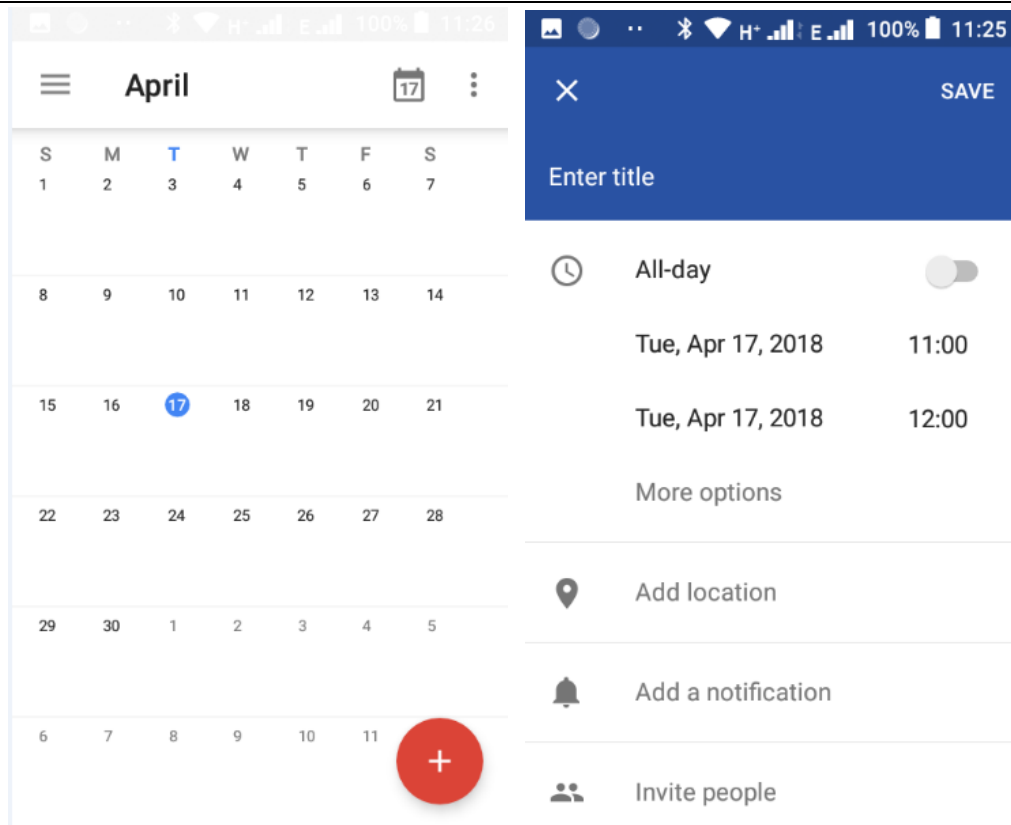 H+ E 100% 11:26
April 17
S M T W T F S
1 2 3 4 5 6 7
8 9 10 11 12 13 14
15 16 17 18 19 20 21
22 23 24 25 26 27 28
29 30 1 2 3 4 5
6 7 8 9 10 11
+
H+ E 100% 11:25
SAVE
Enter title
All-day
Tue, Apr 17, 2018 11:00
Tue, Apr 17, 2018 12:00
More options
Add location
Add a notification
Invite people